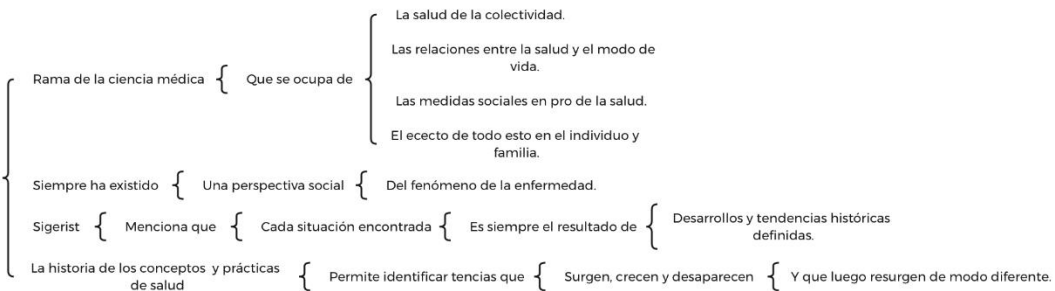 Rama de la ciencia médica
Que se ocupa de
La salud de la colectividad.
Las relaciones entre la salud y el modo de
vida.
Las medidas sociales en pro de la salud.
El ececto de todo esto en el individuo y
familia.
Siempre ha existido
Una perspectiva social
Del fenómeno de la enfermedad.
Sigerist
Menciona que
Cada situación encontrada
Es siempre el resultado de
Desarrollos y tendencias históricas
definidas.
La historia de los conceptos y prácticas
de salud
Permite identificar tencias que
Surgen, crecen y desaparecen
Y que luego resurgen de modo diferente.